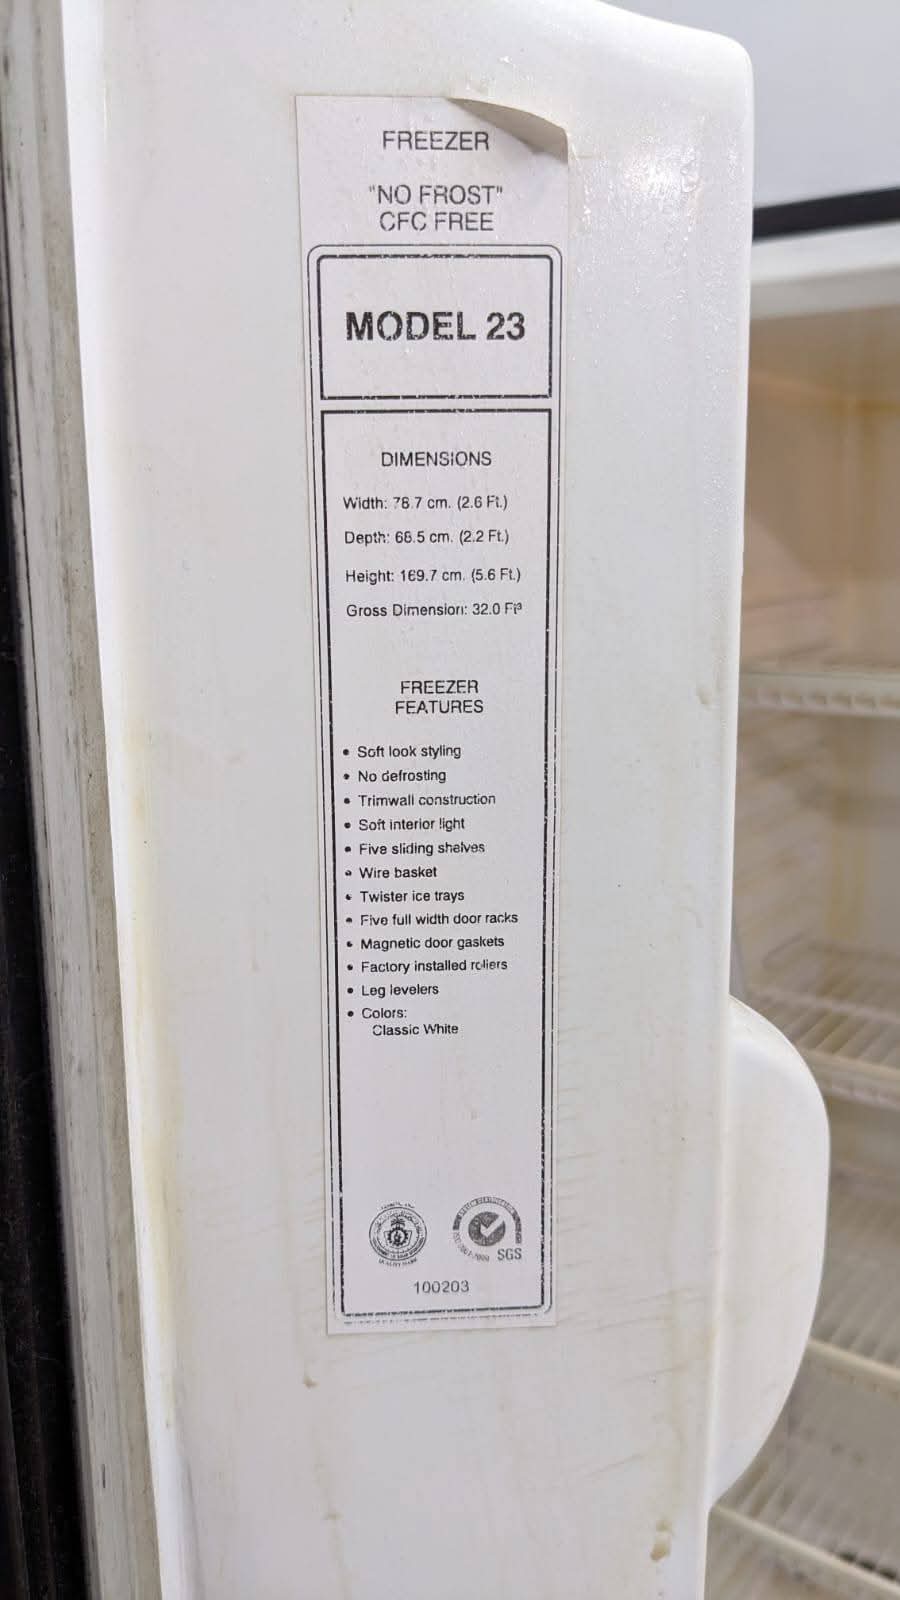 FREEZER
"NO FROST"
CFC FREE
MODEL 23
DIMENSIONS
Width: 78.7 cm. (2.6 Ft.)
Depth: 68.5 cm. (2.2 Ft.)
Height: 169.7 cm. (5.6 Ft.)
Gross Dimension: 32.0 Ft³
FREEZER
FEATURES
• Soft look styling
• No defrosting
• Trimwall construction
• Soft interior light
• Five sliding shelves
• Wire basket
• Twister ice trays
• Five full width door racks
• Magnetic door gaskets
• Factory installed rollers
• Leg levelers
• Colors:
Classic White
QUALITY MARK
SGS
100203